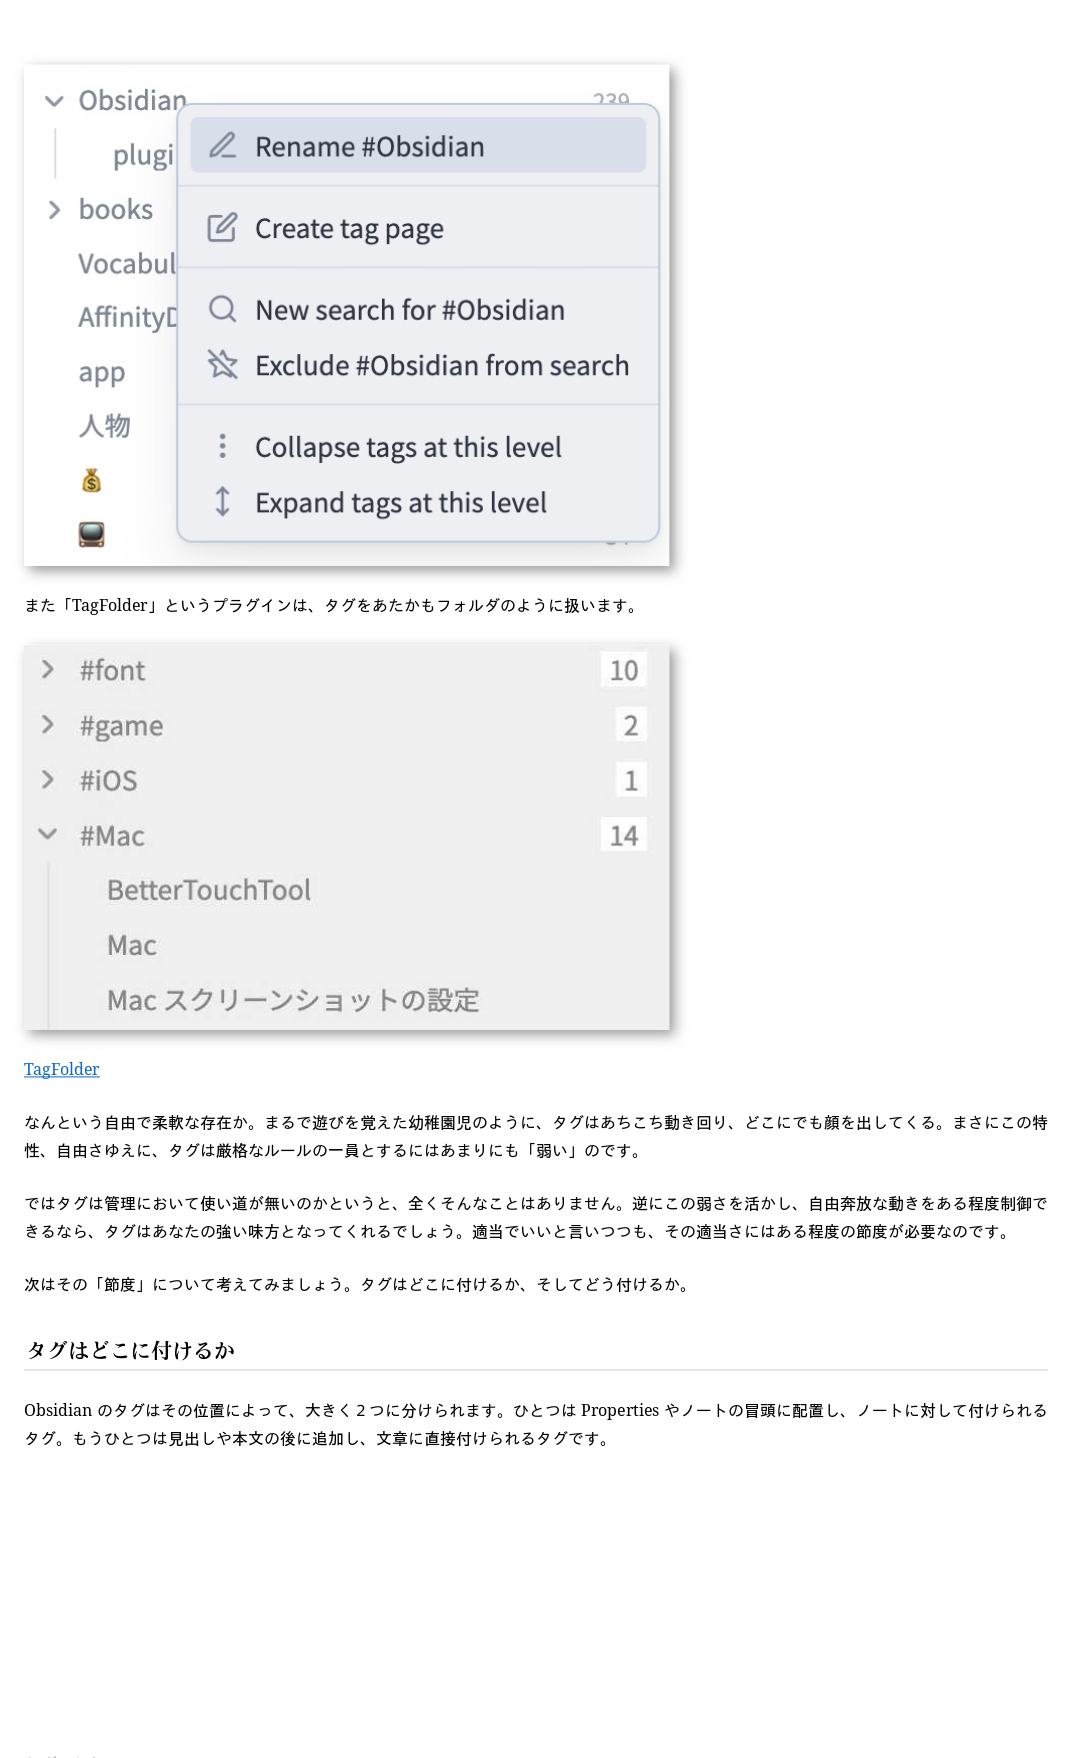 Obsidian 239
Rename #Obsidian
plugi
books
Create tag page
Vocabul
New search for #Obsidian
Affinity
Exclude #Obsidian from search
app
人物
Collapse tags at this level
Expand tags at this level
また「TagFolder」というプラグインは、タグをあたかもフォルダのように扱います。
#font 10
#game 2
#iOS 1
#Mac 14
BetterTouchTool
Mac
Mac スクリーンショットの設定
TagFolder
なんという自由で柔軟な存在か。まるで遊びを覚えた幼稚園児のように、タグはあちこち動き回り、どこにでも顔を出してくる。まさにこの特
性、自由さゆえに、タグは厳格なルールの一員とするにはあまりにも「弱い」のです。
ではタグは管理において使い道が無いのかというと、全くそんなことはありません。逆にこの弱さを活かし、自由奔放な動きをある程度制御で
きるなら、タグはあなたの強い味方となってくれるでしょう。適当でいいと言いつつも、その適当さにはある程度の節度が必要なのです。
次はその「節度」について考えてみましょう。タグはどこに付けるか、そしてどう付けるか。
タグはどこに付けるか
Obsidian のタグはその位置によって、大きく２つに分けられます。ひとつは Properties やノートの冒頭に配置し、ノートに対して付けられる
タグ。もうひとつは見出しや本文の後に追加し、文章に直接付けられるタグです。